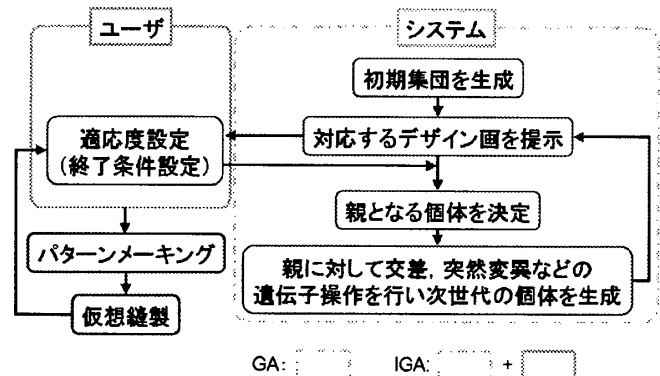 ユーザ
システム
初期集団を生成
適応度設定
(終了条件設定)
対応するデザイン画を提示
親となる個体を決定
パターンメーキング
親に対して交差,突然変異などの
遺伝子操作を行い次世代の個体を生成
仮想縫製
GA: IGA: +